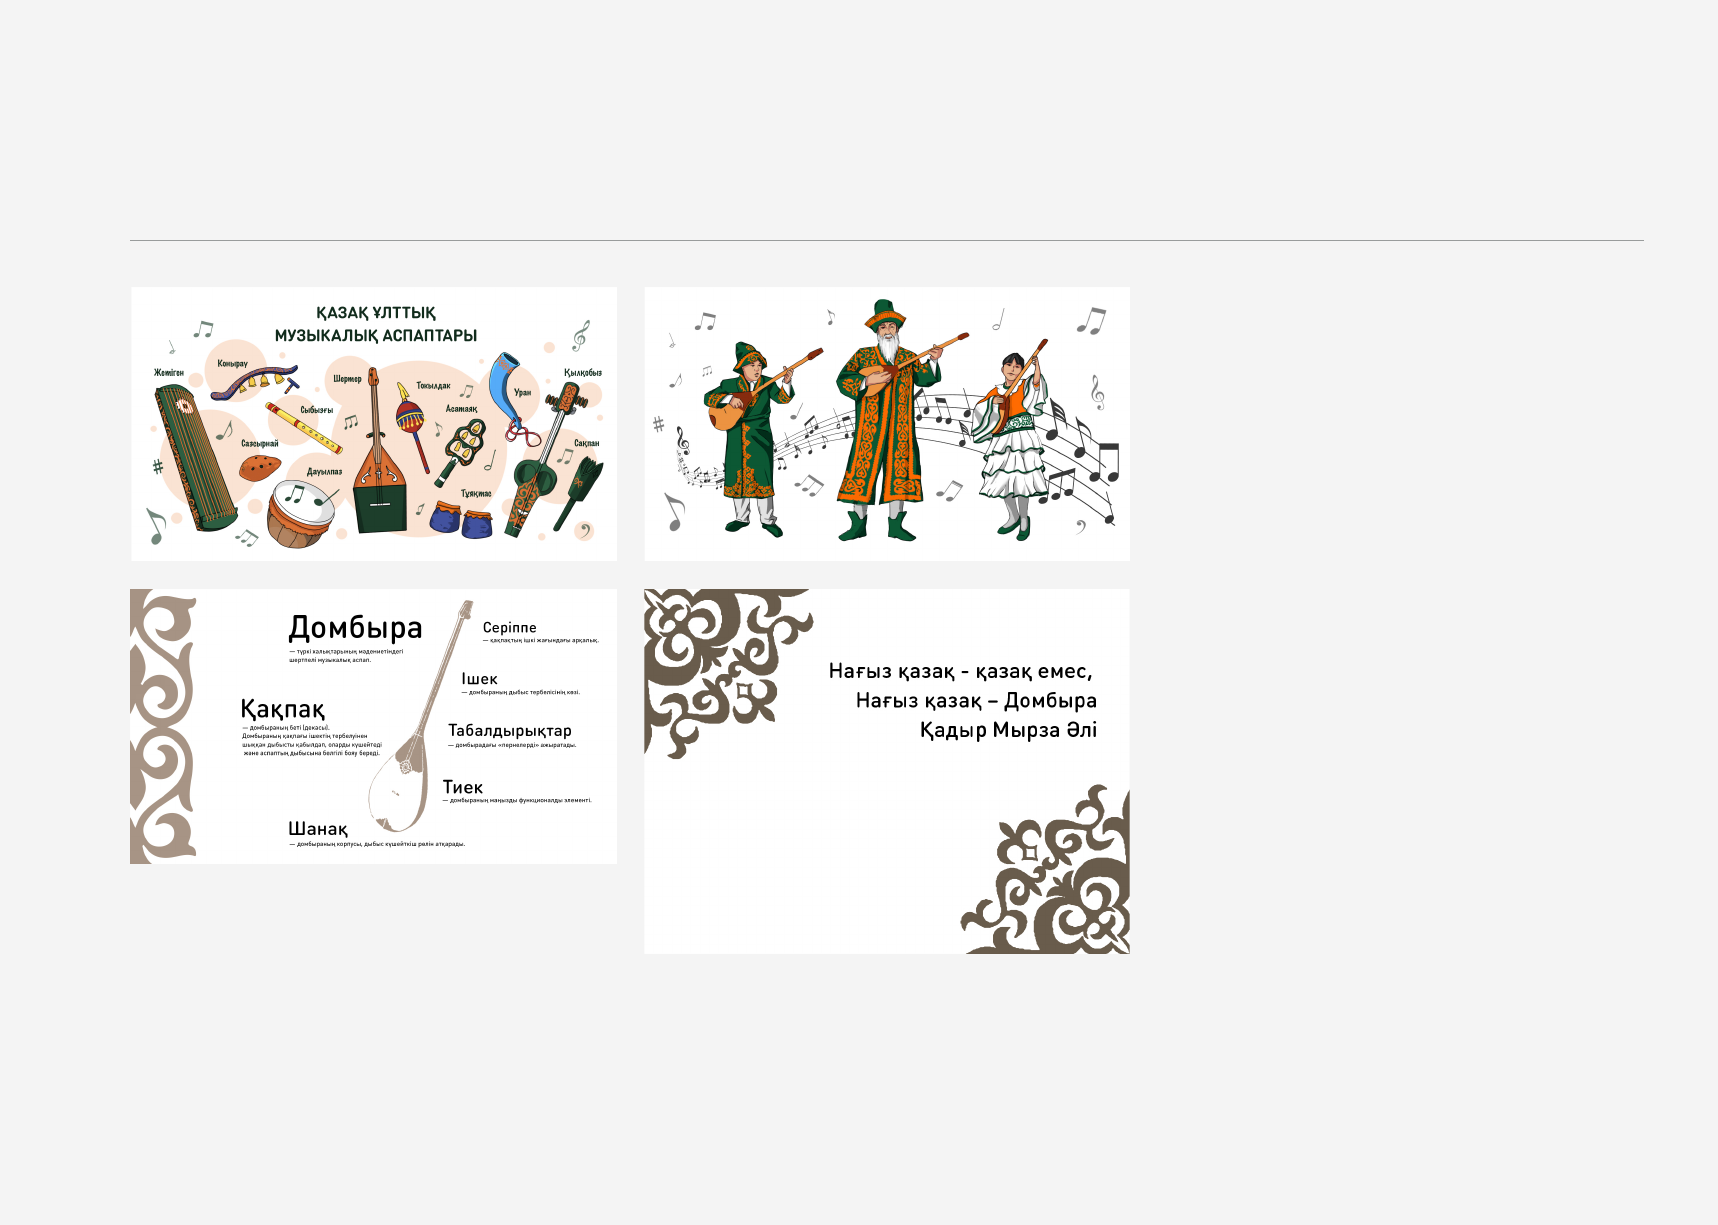 ҚАЗАҚ ҰЛТТЫҚ
МУЗЫКАЛЫҚ АСПАПТАРЫ
Жетіген
Коңырау
Шертер
Тоқылдақ
Уран
Қылқобыз
Сыбызғы
Асатаяқ
Сазсырнай
Сақпан
Дауылпаз
Тұяқтас
Домбыра
— түркі халықтарының мәдениетіндегі
шертпелі музыкалық аспап.
Серіппе
— қақпақтың ішкі жағындағы арқалық.
Ішек
— домбыраның дыбыс тербелісінің көзі.
Қақпақ
— домбыраның беті (декасы).
Домбыраның қақпағы ішектің тербелуінен
шыққан дыбысты қабылдап, оларды күшейтеді
және аспаптың дыбысына белгілі бояу береді.
Табалдырықтар
— домбырадағы «пернелерді» ажыратады.
Тиек
— домбыраның маңызды функционалды элементі.
Шанақ
— домбыраның корпусы, дыбыс күшейткіш рөлін атқарады.
Нағыз қазақ - қазақ емес,
Нағыз қазақ – Домбыра
Қадыр Мырза Әлі